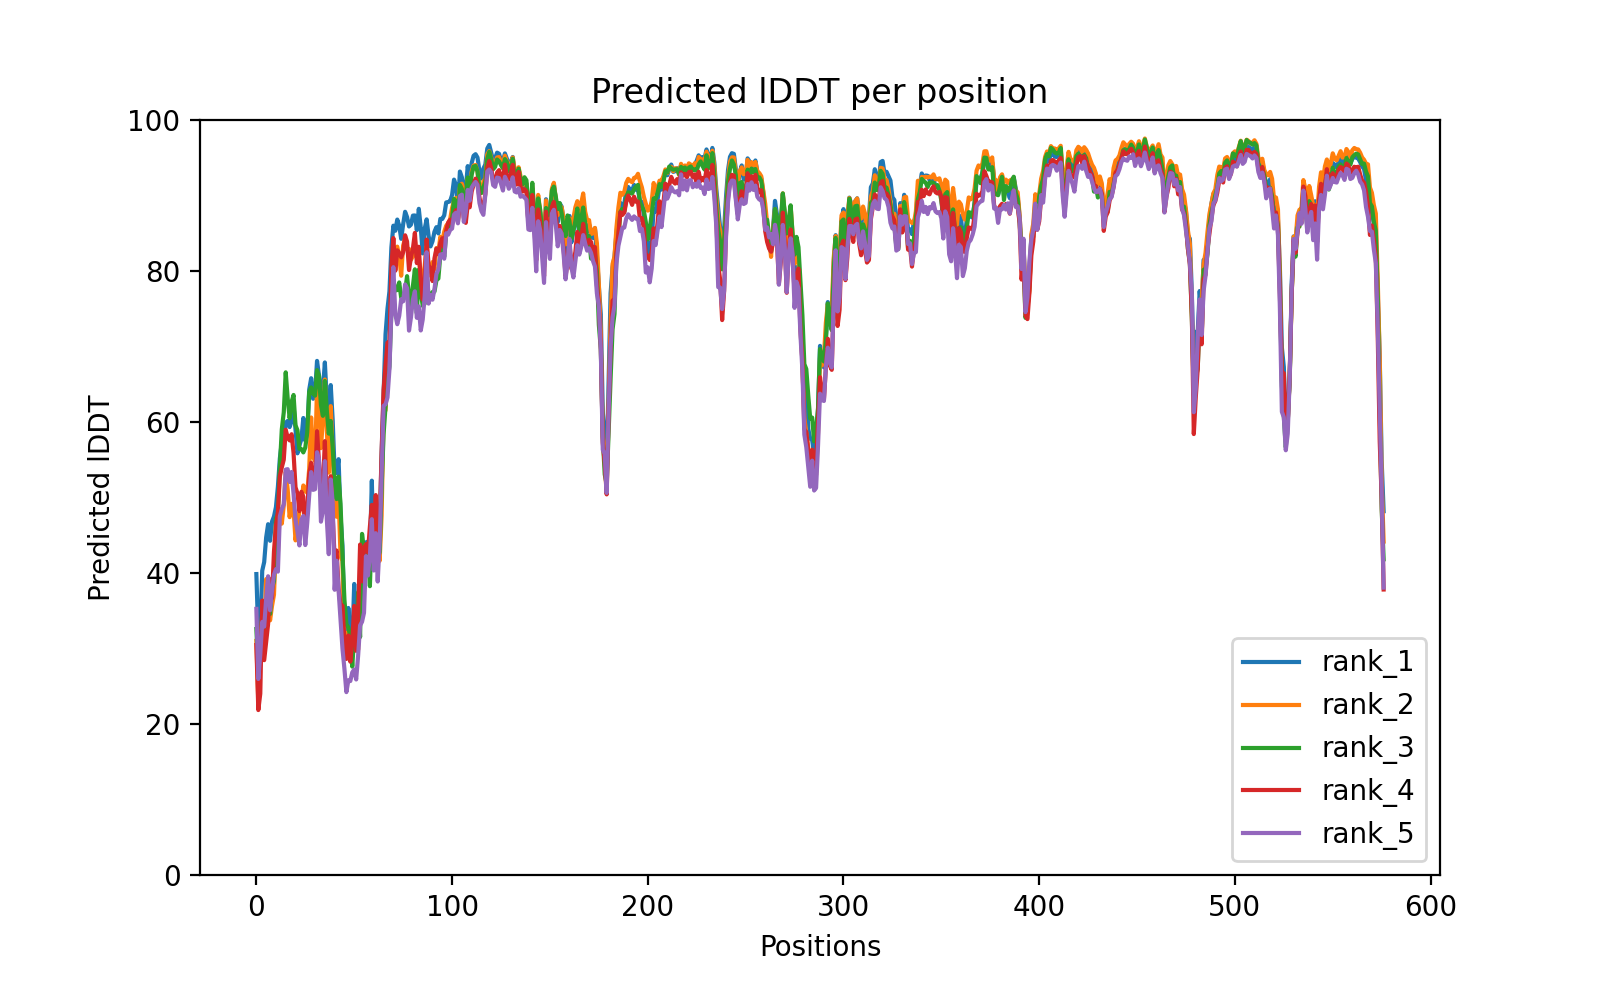 Predicted lDDT per position
Predicted lDDT
100
80
60
40
20
0
0 100 200 300 400 500 600
Positions
rank_1
rank_2
rank_3
rank_4
rank_5